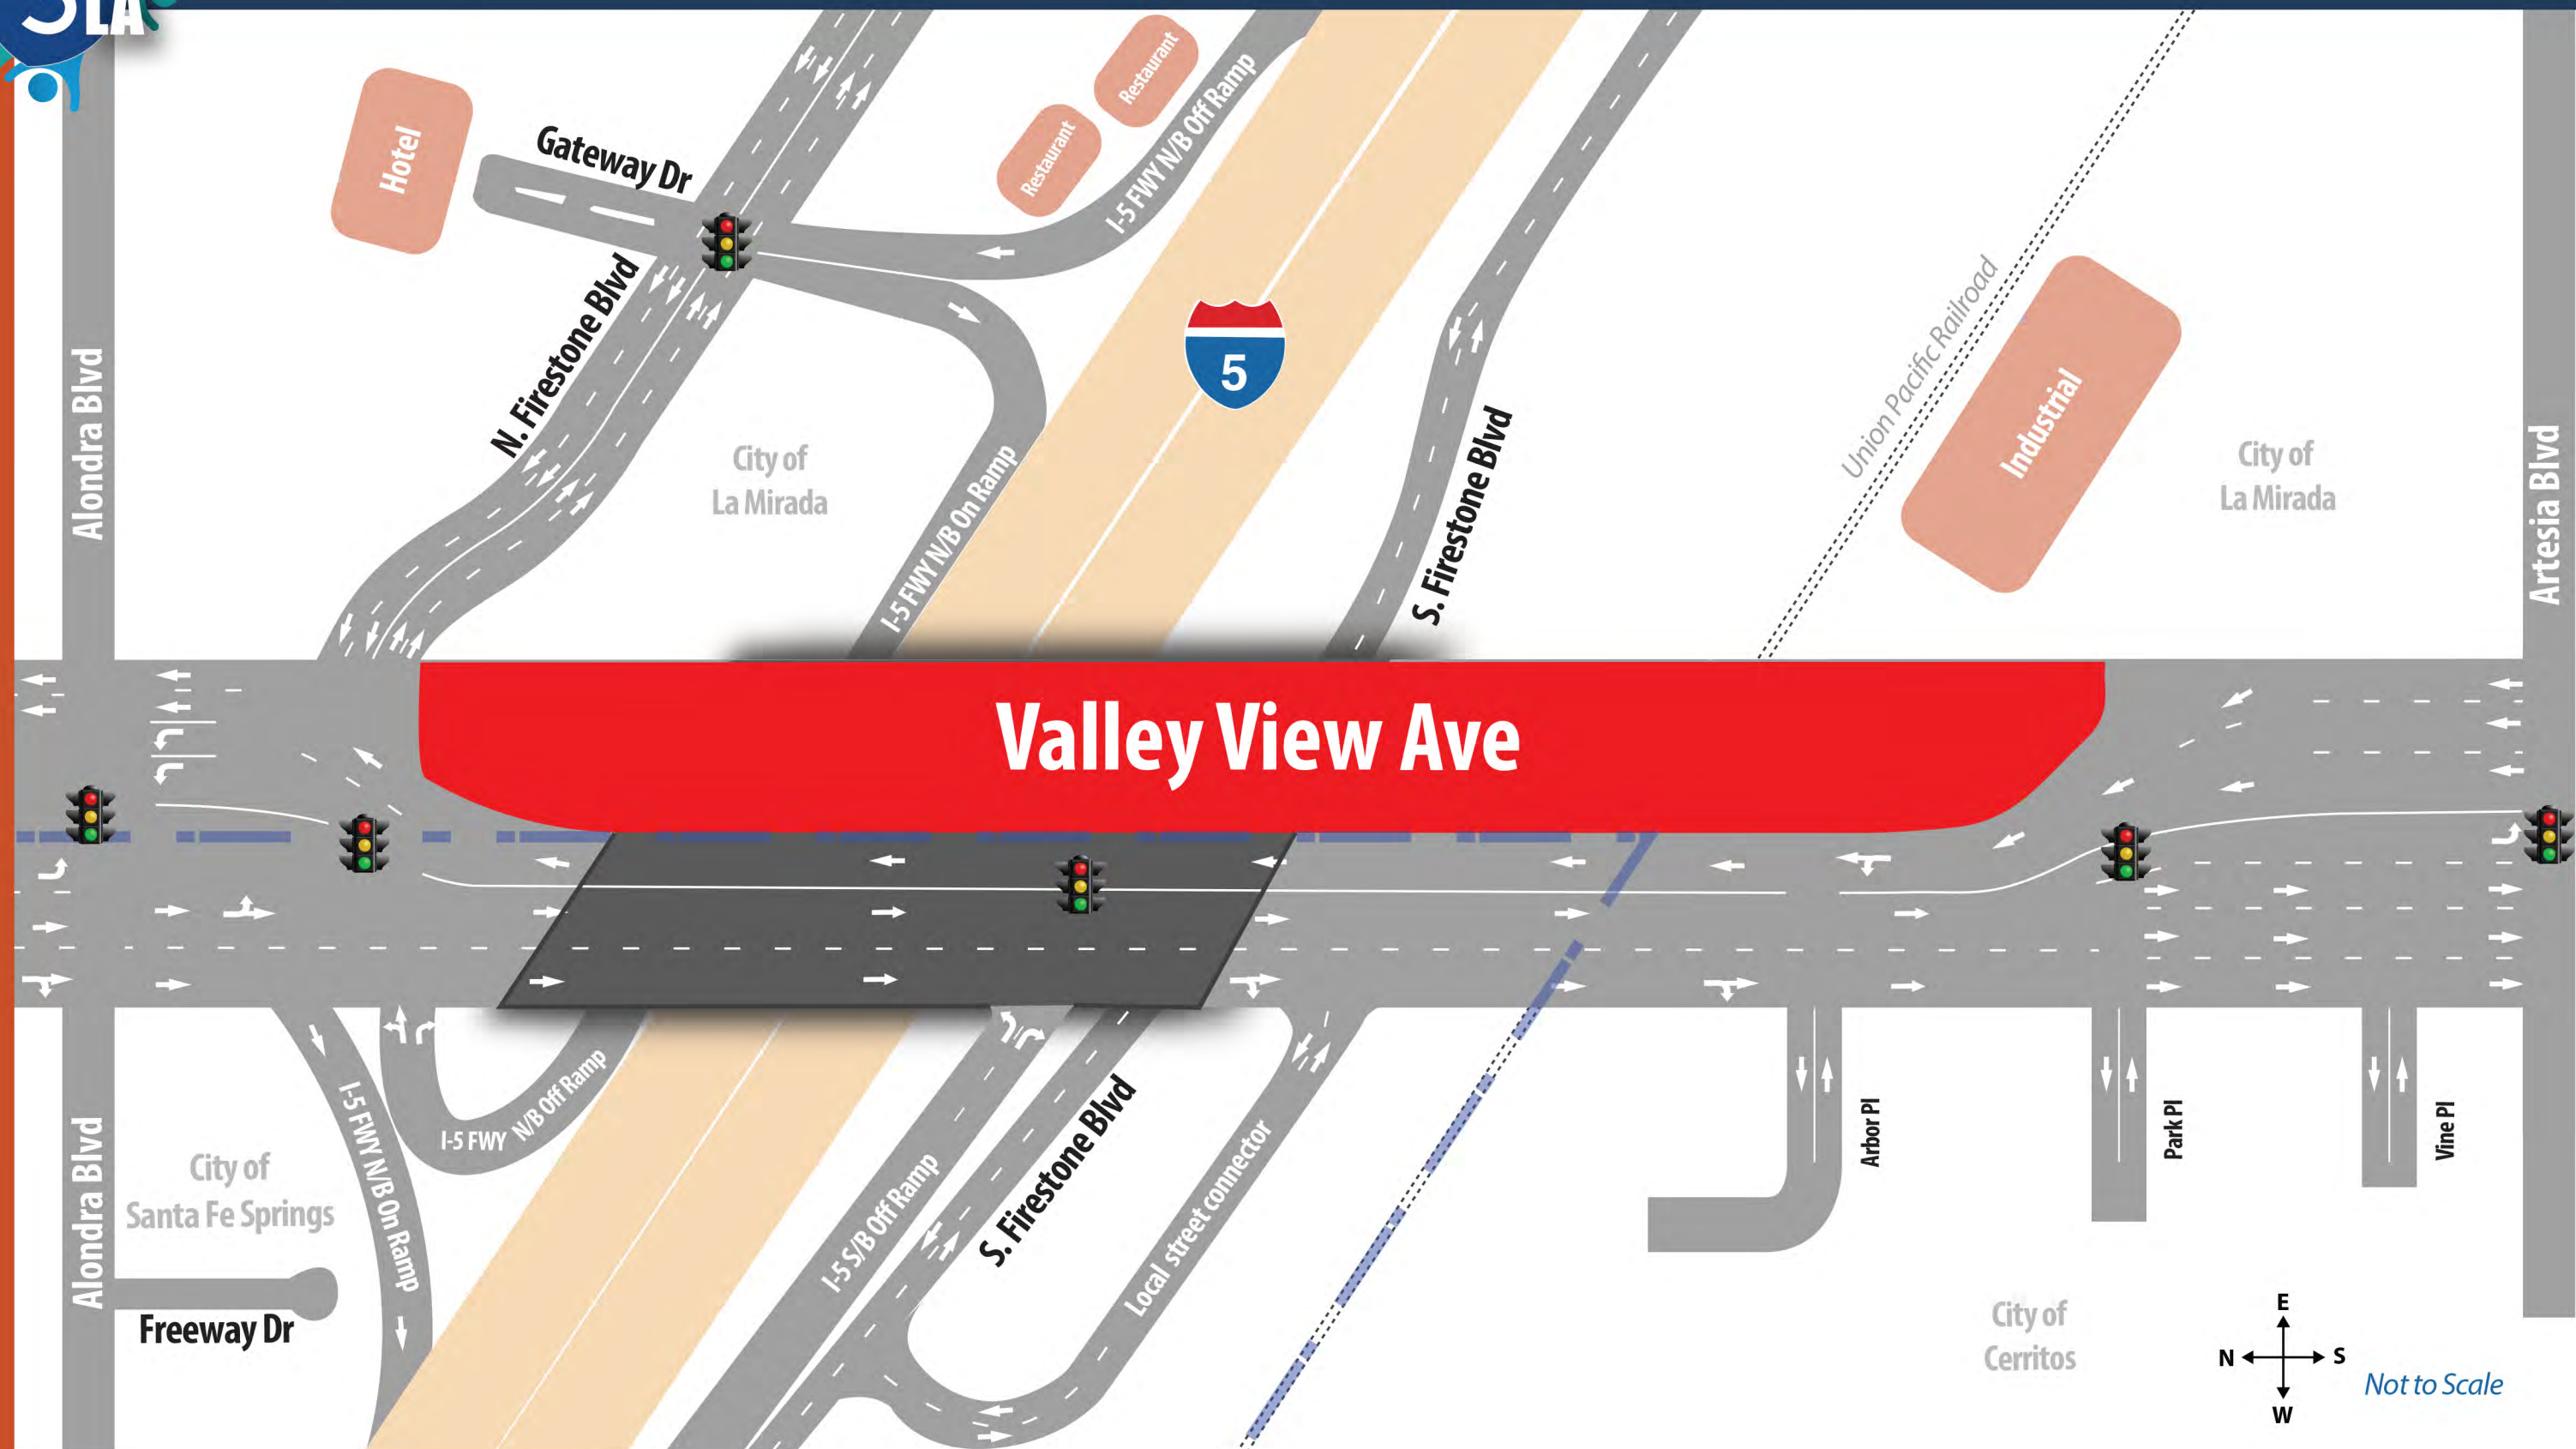 5 LA
Restaurant
Restaurant
Hotel
Gateway Dr
I-5 FWY N/B Off Ramp
N. Firestone Blvd
5
Union Pacific Railroad
Industrial
Alondra Blvd
City of
La Mirada
I-5 FWY N/B On Ramp
S. Firestone Blvd
City of
La Mirada
Artesia Blvd
Valley View Ave
Alondra Blvd
I-5 FWY N/B On Ramp
I-5 FWY N/B Off Ramp
City of
Santa Fe Springs
Freeway Dr
I-5 S/B Off Ramp
S. Firestone Blvd
Local street connector
Arbor Pl
Park Pl
Vine Pl
City of
Cerritos
E
N
S
W
Not to Scale